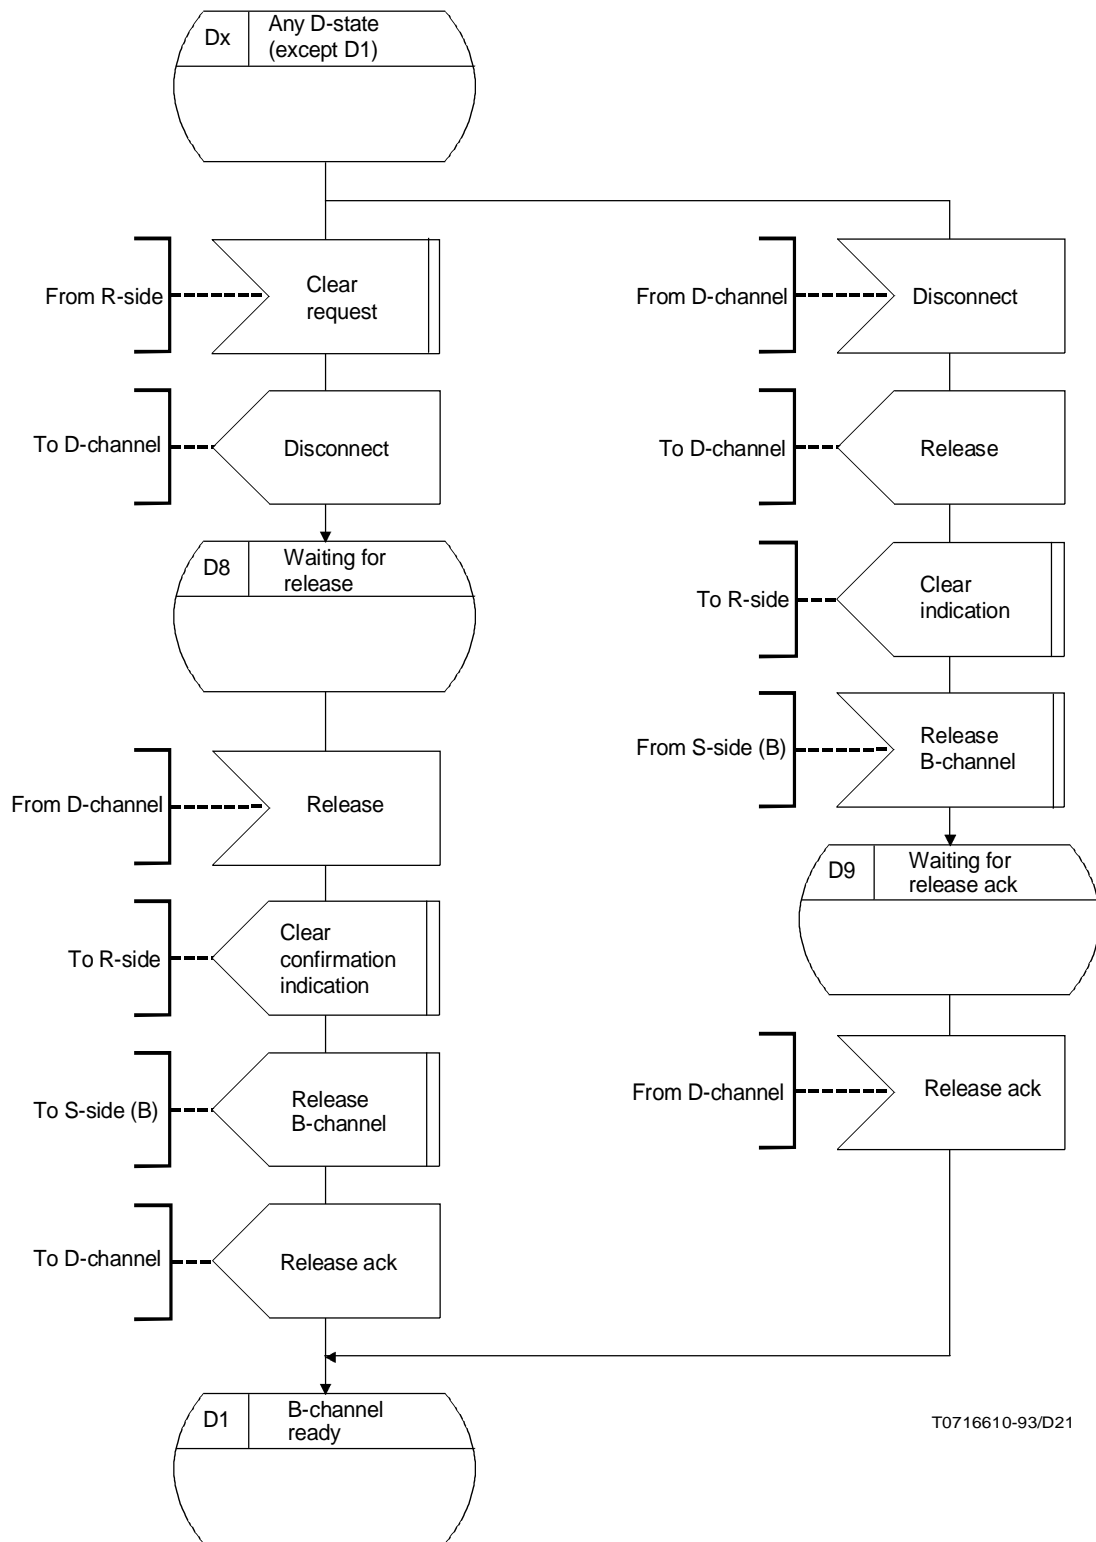 Dx
Any D-state
(except D1)
From R-side
Clear
request
From D-channel
Disconnect
To D-channel
Disconnect
To D-channel
Release
D8
Waiting for
release
To R-side
Clear
indication
From S-side (B)
Release
B-channel
From D-channel
Release
D9
Waiting for
release ack
To R-side
Clear
confirmation
indication
From D-channel
Release ack
To S-side (B)
Release
B-channel
To D-channel
Release ack
D1
B-channel
ready
T0716610-93/D21